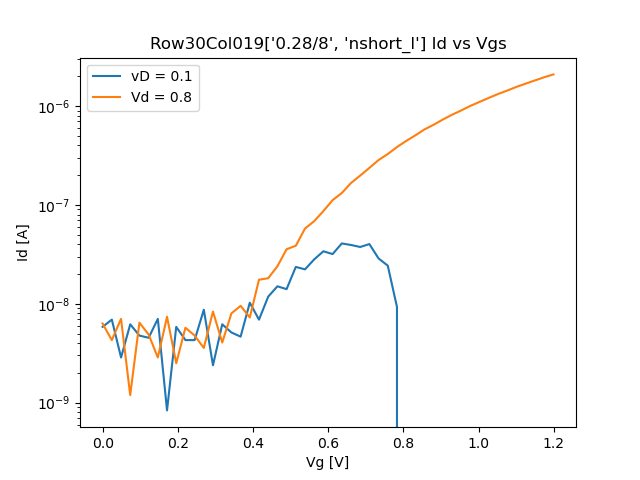 Row30Col019['0.28/8', 'nshort_l'] Id vs Vgs
vD = 0.1
Vd = 0.8
Id [A]
10⁻⁶
10⁻⁷
10⁻⁸
10⁻⁹
0.0 0.2 0.4 0.6 0.8 1.0 1.2
Vg [V]